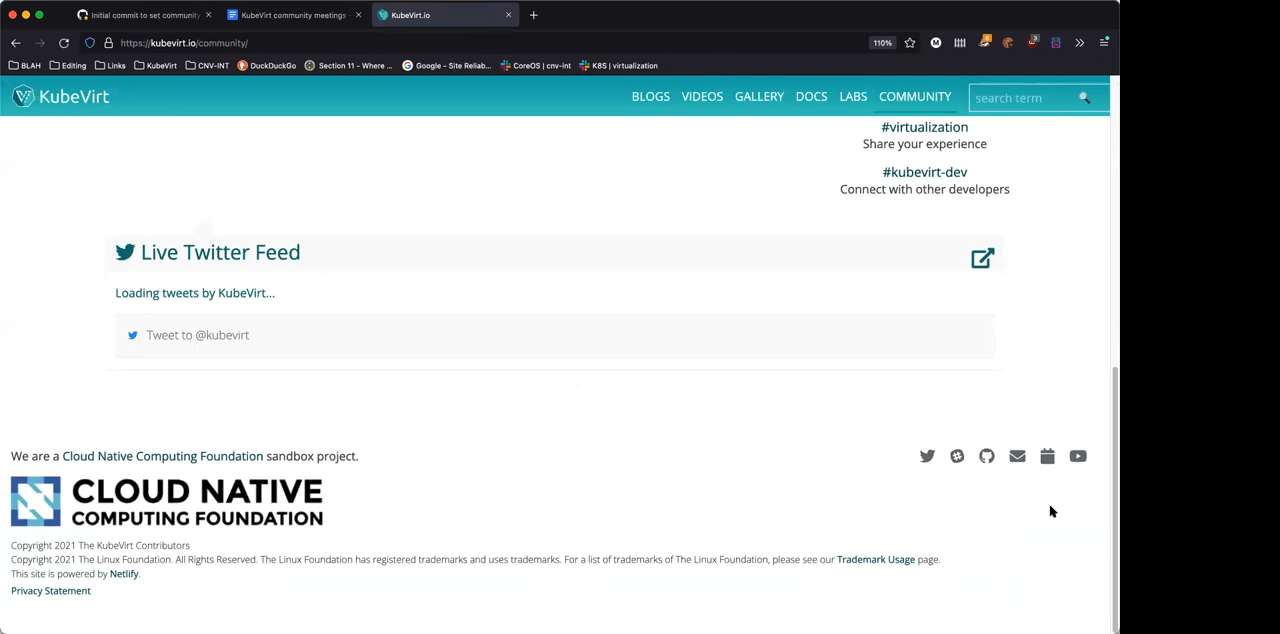 Initial commit to set community
KubeVirt community meetings -
KubeVirt.io
https://kubevirt.io/community/
110%
BLAH
Editing
Links
KubeVirt
CNV-INT
DuckDuckGo
Section 11 – Where ...
Google - Site Reliab...
CoreOS | cnv-int
K8S | virtualization
KubeVirt
BLOGS
VIDEOS
GALLERY
DOCS
LABS
COMMUNITY
search term
#virtualization
Share your experience
#kubevirt-dev
Connect with other developers
Live Twitter Feed
Loading tweets by KubeVirt...
Tweet to @kubevirt
We are a Cloud Native Computing Foundation sandbox project.
CLOUD NATIVE
COMPUTING FOUNDATION
Copyright 2021 The KubeVirt Contributors
Copyright 2021 The Linux Foundation. All Rights Reserved. The Linux Foundation has registered trademarks and uses trademarks. For a list of trademarks of The Linux Foundation, please see our Trademark Usage page.
This site is powered by Netlify.
Privacy Statement